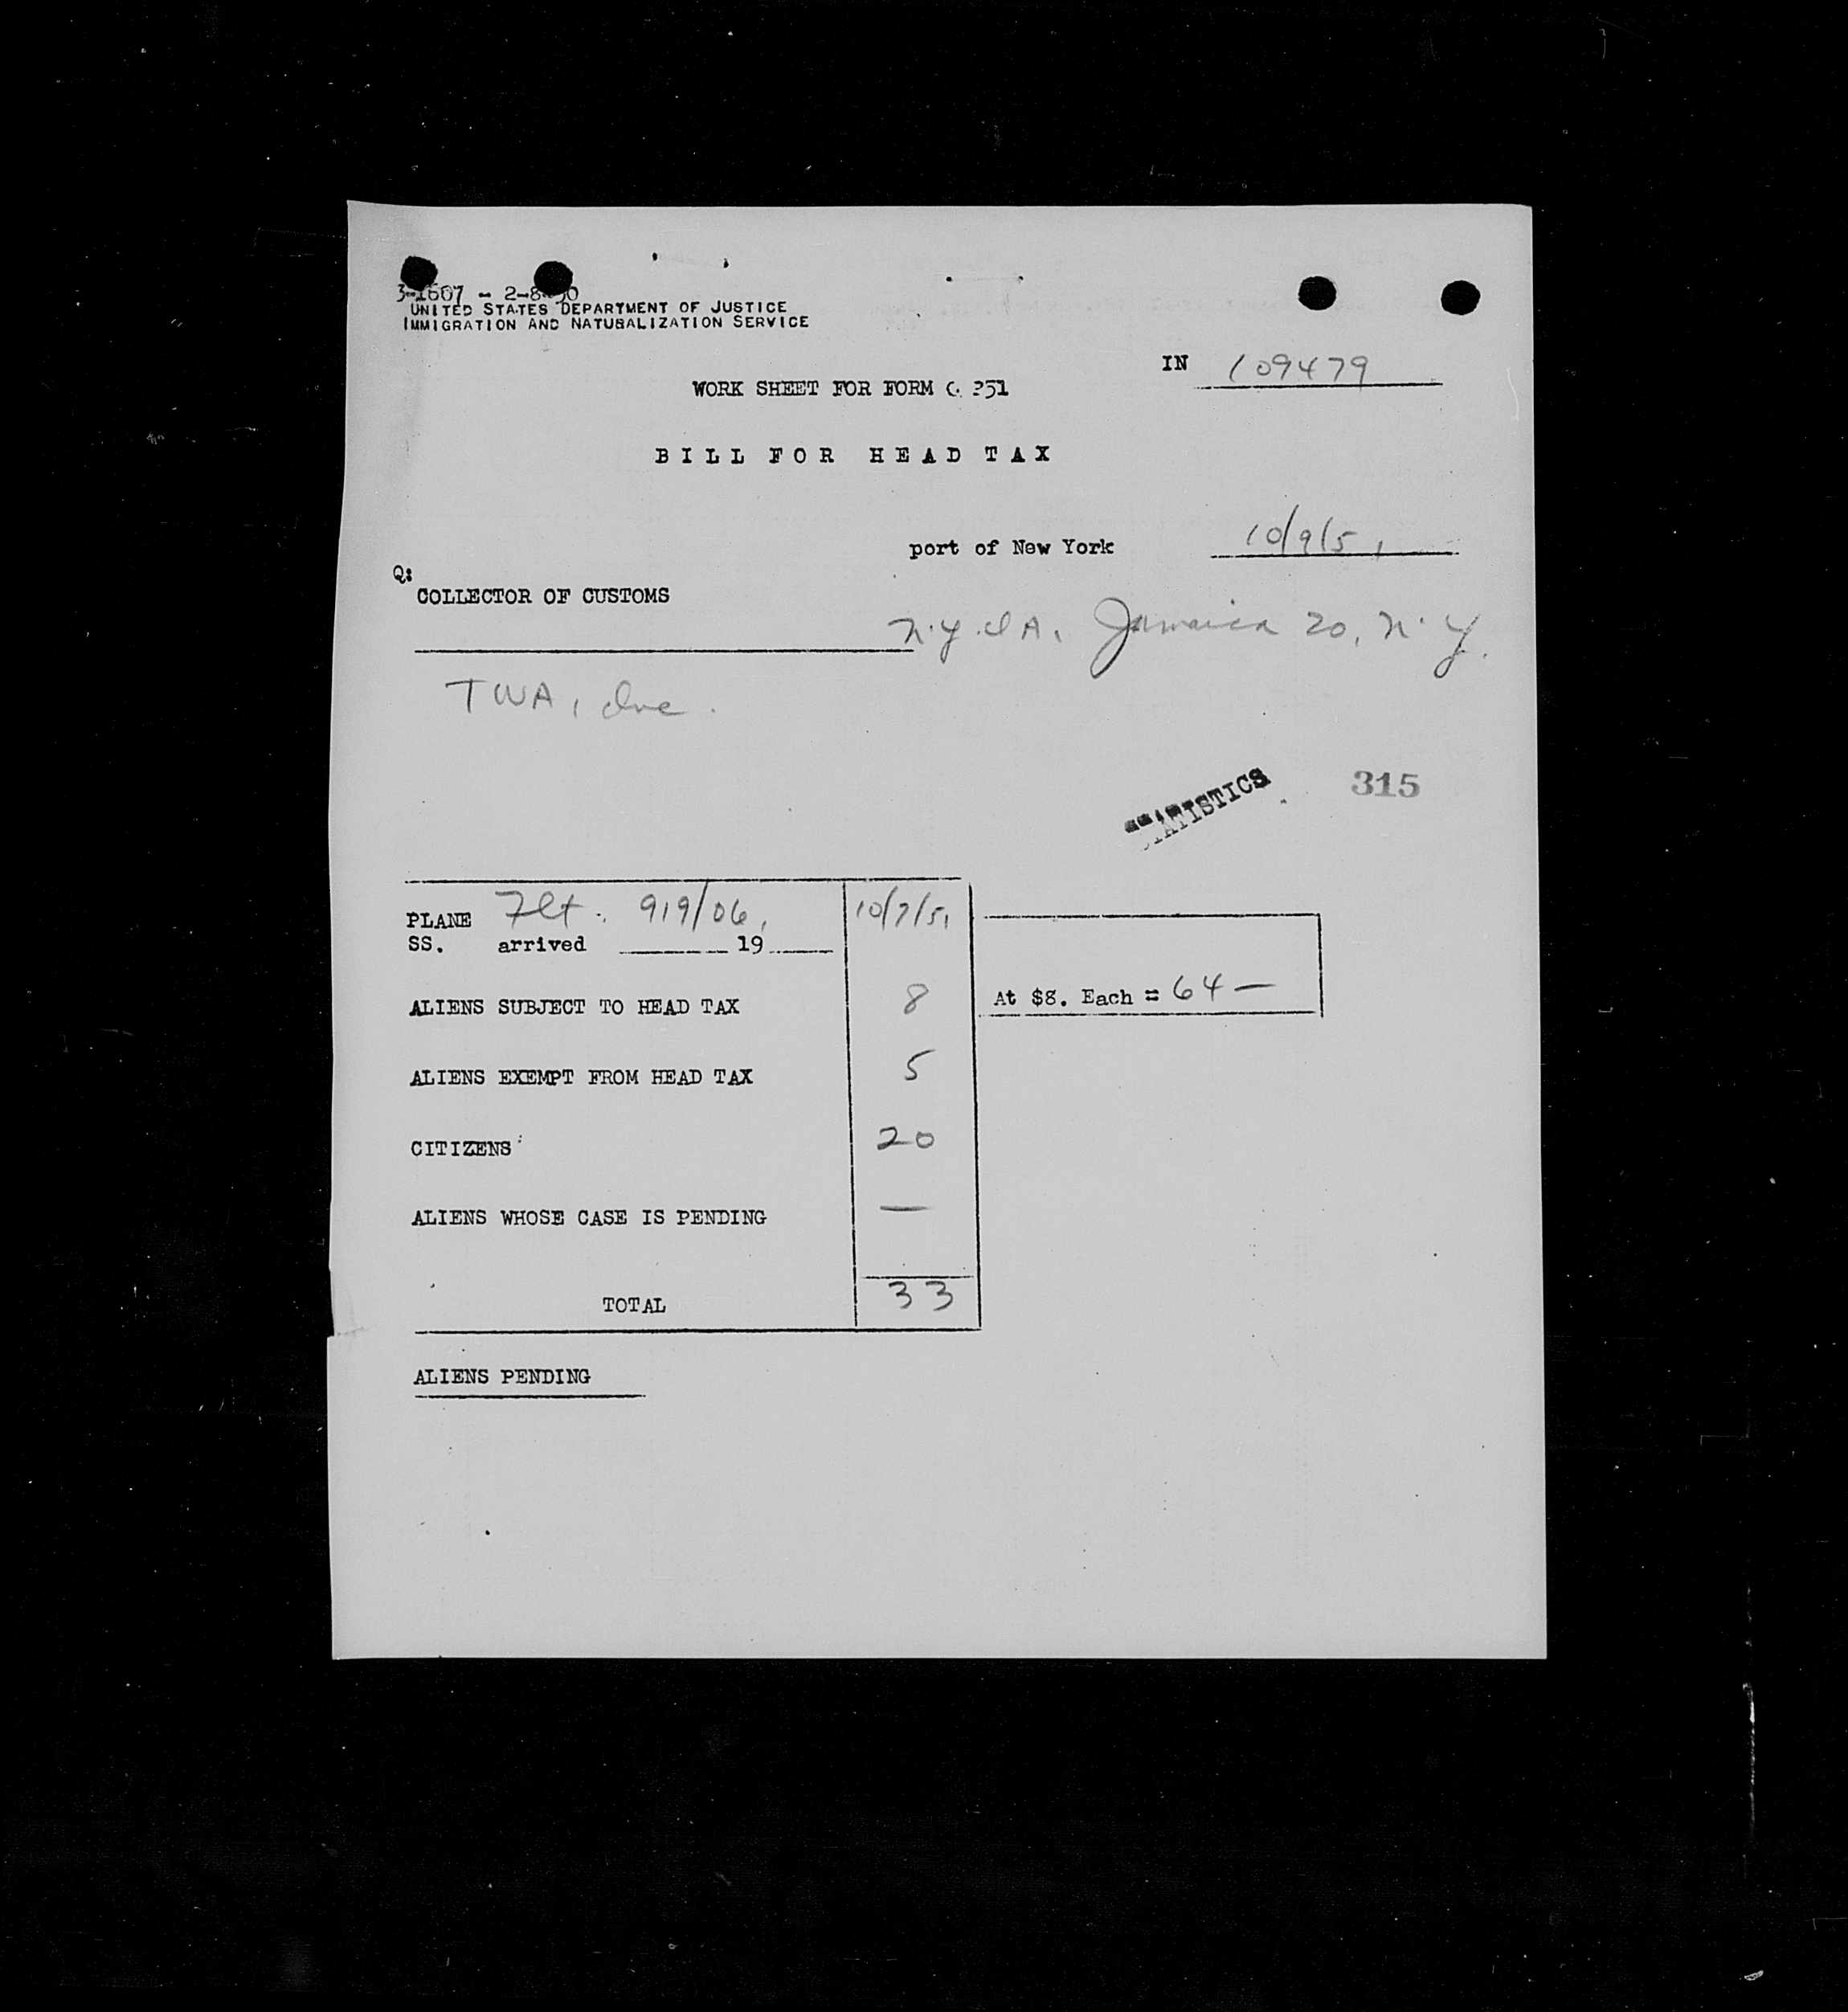 3-1607 - 2-8-50
UNITED STATES DEPARTMENT OF JUSTICE
IMMIGRATION AND NATURALIZATION SERVICE
IN 109479
WORK SHEET FOR FORM 351
BILL FOR HEAD TAX
port of New York 10/9/51
Q:
COLLECTOR OF CUSTOMS
N.Y.I.A. Jamaica 20, N.Y.
TWA, Inc.
STATISTICS 315
PLANE Flt. 919/06, 10/7/51
SS. arrived 19
ALIENS SUBJECT TO HEAD TAX 8 At $8. Each = 64—
ALIENS EXEMPT FROM HEAD TAX 5
CITIZENS 20
ALIENS WHOSE CASE IS PENDING —
TOTAL 33
ALIENS PENDING